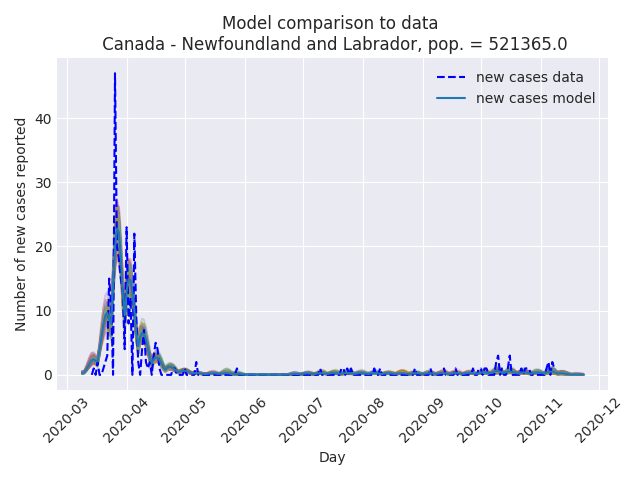 Model comparison to data
Canada - Newfoundland and Labrador, pop. = 521365.0
new cases data
new cases model
Number of new cases reported
40
30
20
10
0
2020-03
2020-04
2020-05
2020-06
2020-07
2020-08
2020-09
2020-10
2020-11
2020-12
Day